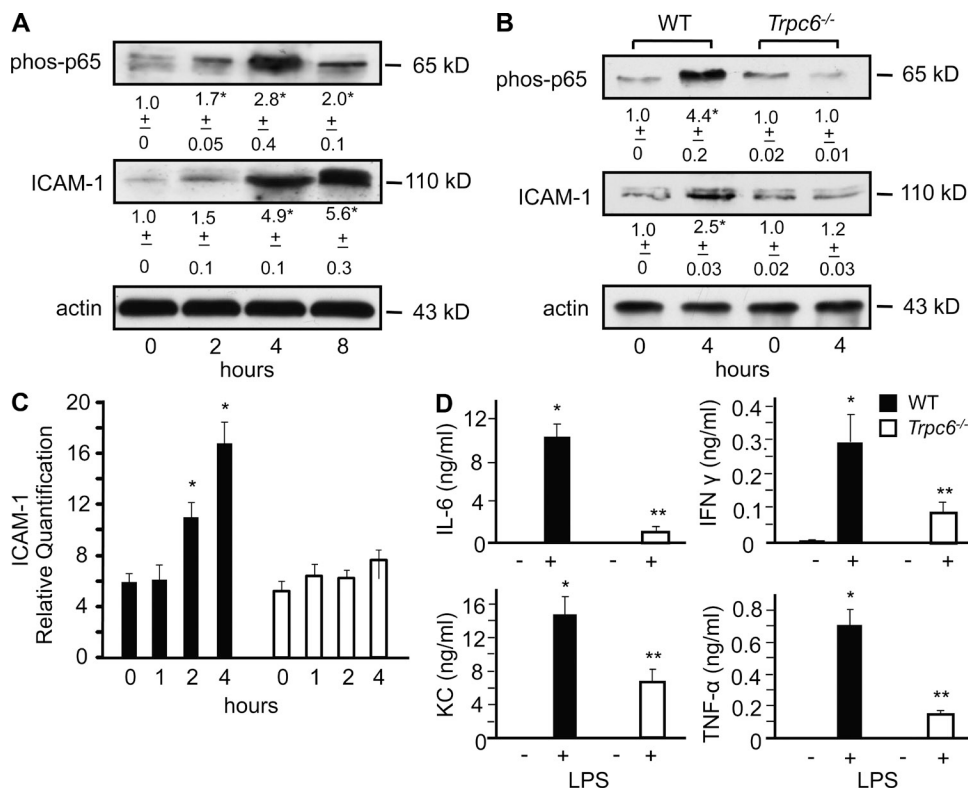 A
phos-p65
65 kD
1.0 1.7* 2.8* 2.0*
± ± ± ±
0 0.05 0.4 0.1
ICAM-1
110 kD
1.0 1.5 4.9* 5.6*
± ± ± ±
0 0.1 0.1 0.3
actin
43 kD
0 2 4 8
hours
B
WT Trpc6-/-
phos-p65
65 kD
1.0 4.4* 1.0 1.0
± ± ± ±
0 0.2 0.02 0.01
ICAM-1
110 kD
1.0 2.5* 1.0 1.2
± ± ± ±
0 0.03 0.02 0.03
actin
43 kD
0 4 0 4
hours
C
ICAM-1
Relative Quantification
20
16
12
8
4
0
* *
0 1 2 4 0 1 2 4
hours
D
IL-6 (ng/ml)
12
8
4
0
* **
- + - +
IFN γ (ng/ml)
0.4
0.3
0.2
0.1
0
* **
- + - +
WT
Trpc6-/-
KC (ng/ml)
16
12
8
4
0
* **
- + - +
LPS
TNF-α (ng/ml)
0.8
0.6
0.4
0.2
0
* **
- + - +
LPS